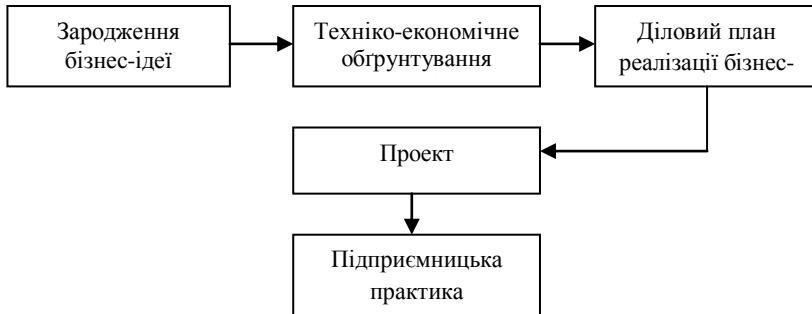 Зародження
бізнес-ідеї
Техніко-економічне
обґрунтування
Діловий план
реалізації бізнес-
Проект
Підприємницька
практика